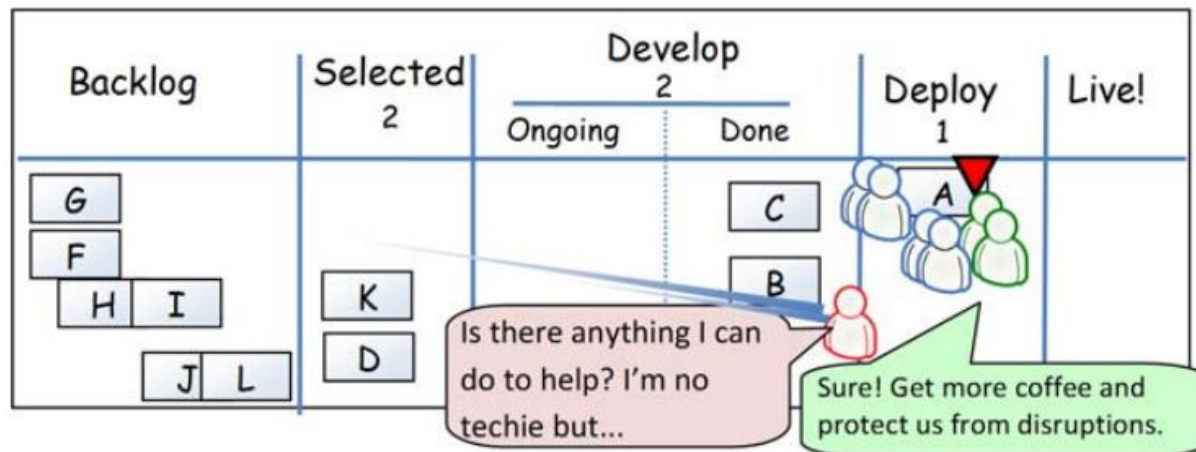 Backlog
Selected
2
Develop
2
Ongoing
Done
Deploy
1
Live!
G
F
H I
J L
K
D
C
B
A
Is there anything I can
do to help? I'm no
techie but...
Sure! Get more coffee and
protect us from disruptions.